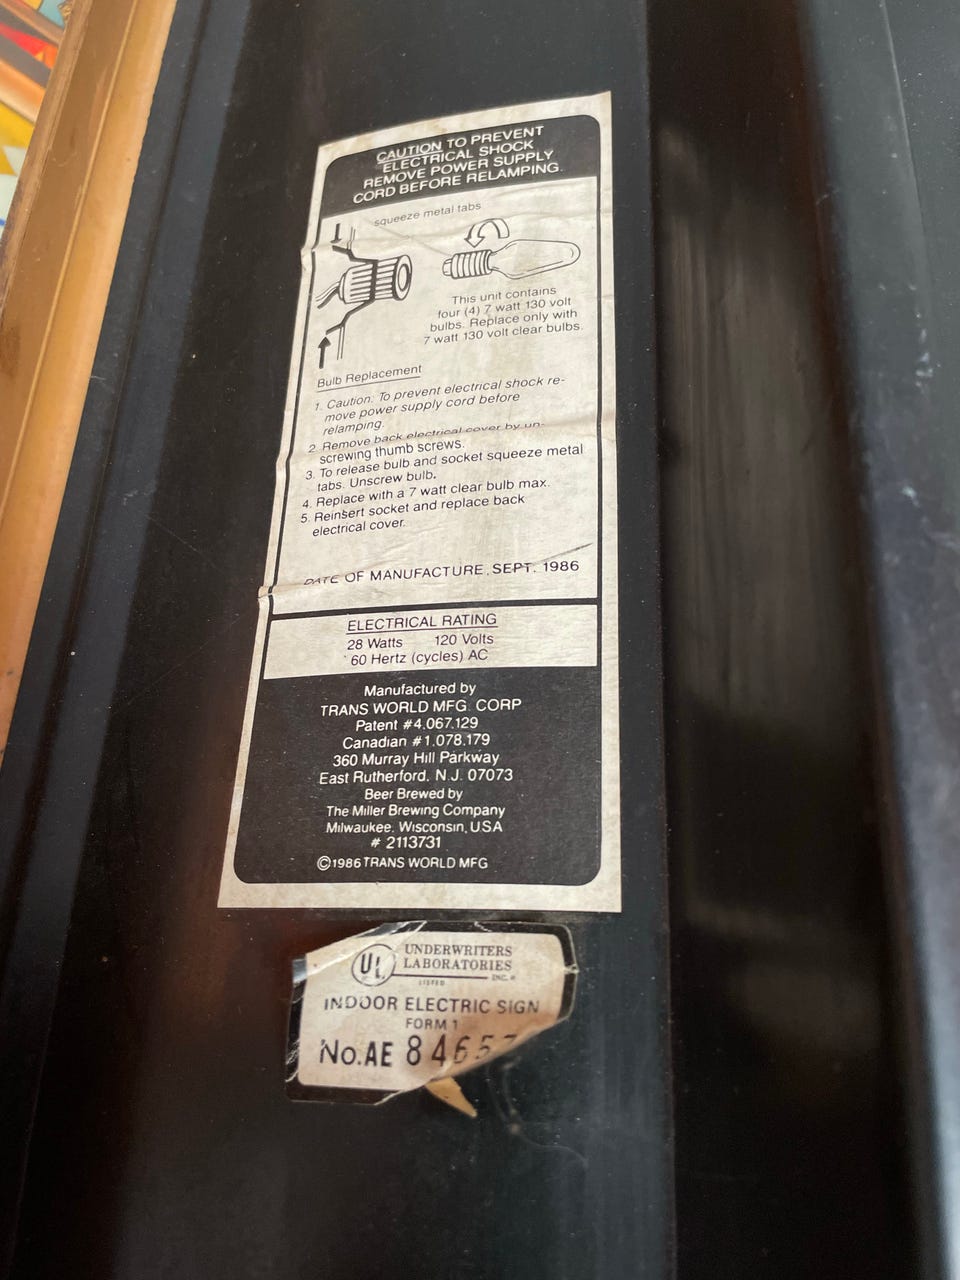 CAUTION TO PREVENT
ELECTRICAL SHOCK
REMOVE POWER SUPPLY
CORD BEFORE RELAMPING.
squeeze metal tabs
This unit contains
four (4) 7 watt 130 volt
bulbs. Replace only with
7 watt 130 volt clear bulbs.
Bulb Replacement
1. Caution: To prevent electrical shock re-
move power supply cord before
relamping.
2. Remove back electrical cover by un-
screwing thumb screws.
3. To release bulb and socket squeeze metal
tabs. Unscrew bulb.
4. Replace with a 7 watt clear bulb max.
5. Reinsert socket and replace back
electrical cover.
DATE OF MANUFACTURE, SEPT. 1986
ELECTRICAL RATING
28 Watts 120 Volts
60 Hertz (cycles) AC
Manufactured by
TRANS WORLD MFG. CORP
Patent #4,067,129
Canadian #1,078,179
360 Murray Hill Parkway
East Rutherford, N.J. 07073
Beer Brewed by
The Miller Brewing Company
Milwaukee, Wisconsin, USA
# 2113731
©1986 TRANS WORLD MFG
UL UNDERWRITERS
LABORATORIES
INC.®
LISTED
INDOOR ELECTRIC SIGN
FORM 1
No. AE 8465